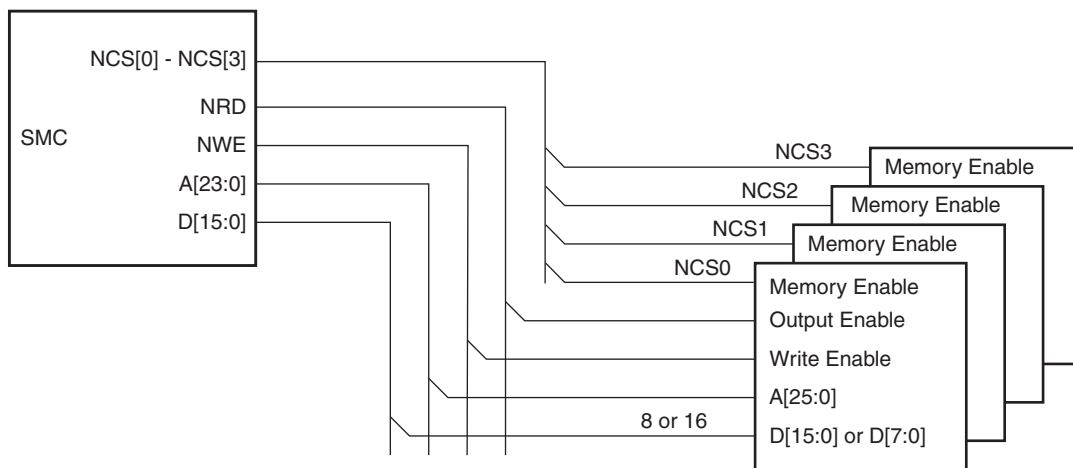 NCS[0] - NCS[3]
NRD
SMC
NWE
A[23:0]
D[15:0]
NCS3
Memory Enable
NCS2
Memory Enable
NCS1
Memory Enable
NCS0
Memory Enable
Output Enable
Write Enable
A[25:0]
8 or 16
D[15:0] or D[7:0]